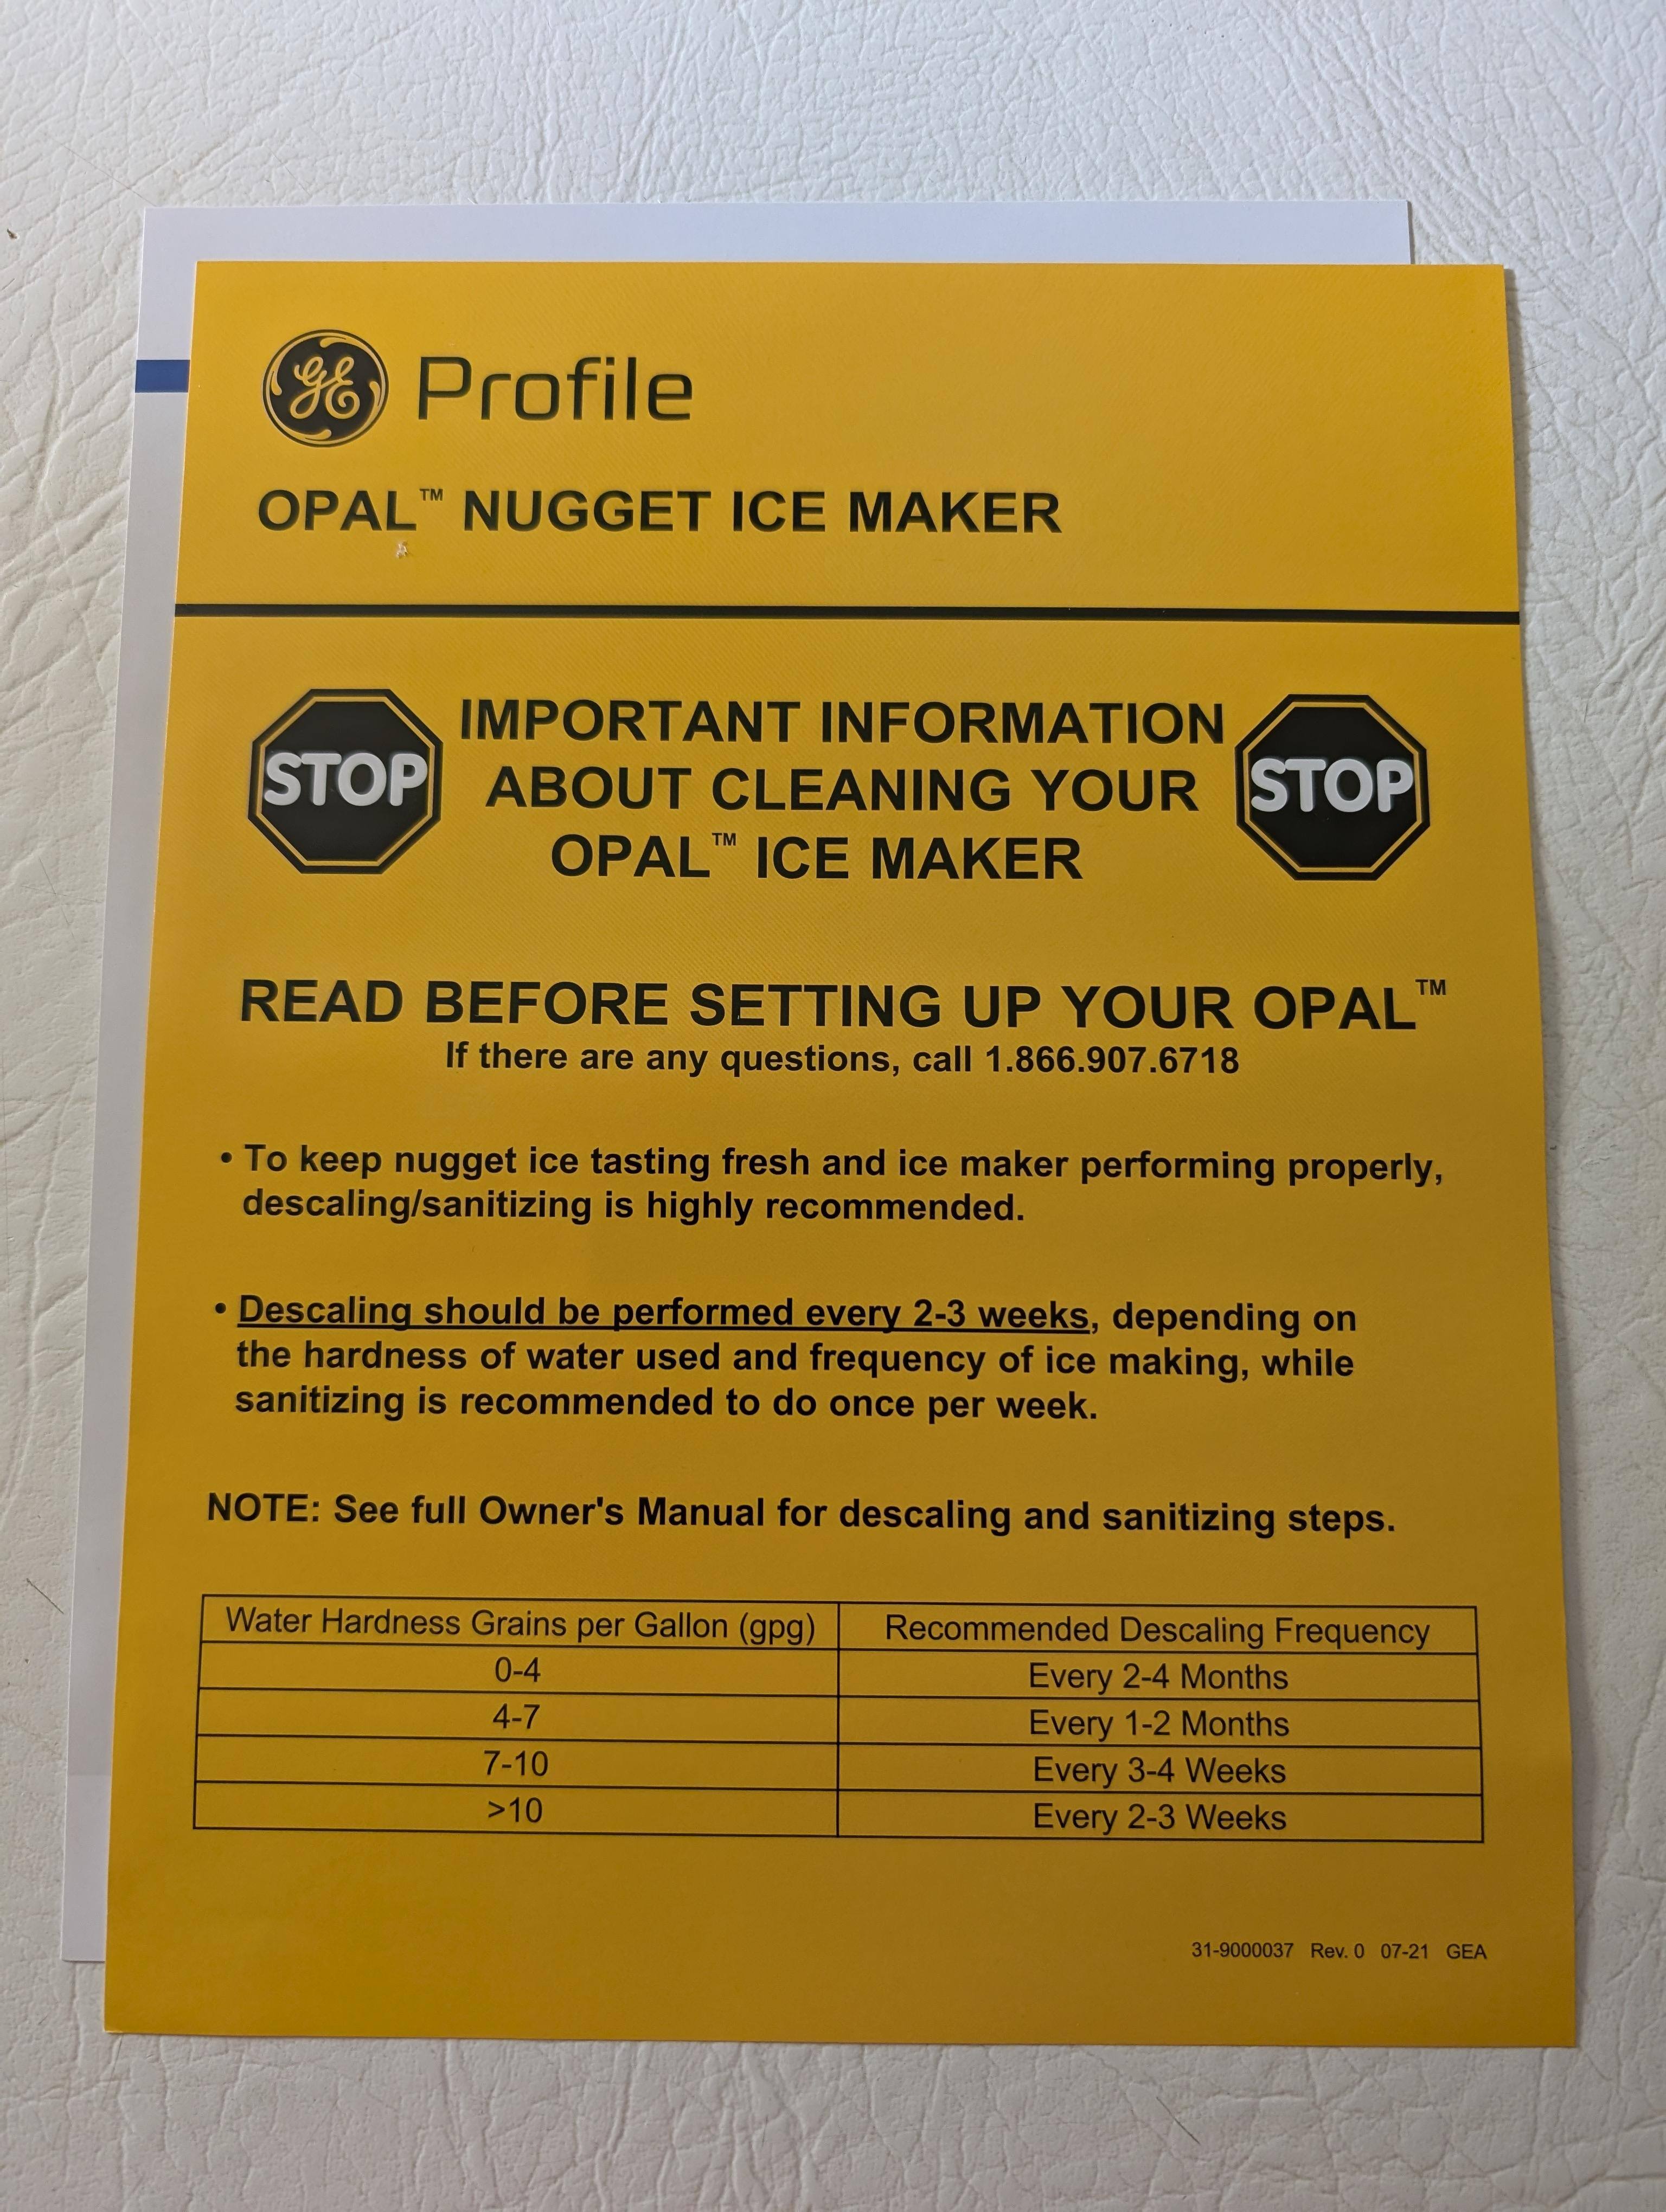 GE Profile
OPAL™ NUGGET ICE MAKER
STOP
IMPORTANT INFORMATION
ABOUT CLEANING YOUR
OPAL™ ICE MAKER
STOP
READ BEFORE SETTING UP YOUR OPAL™
If there are any questions, call 1.866.907.6718
• To keep nugget ice tasting fresh and ice maker performing properly,
descaling/sanitizing is highly recommended.
• Descaling should be performed every 2-3 weeks, depending on
the hardness of water used and frequency of ice making, while
sanitizing is recommended to do once per week.
NOTE: See full Owner's Manual for descaling and sanitizing steps.
Water Hardness Grains per Gallon (gpg) Recommended Descaling Frequency
0-4 Every 2-4 Months
4-7 Every 1-2 Months
7-10 Every 3-4 Weeks
>10 Every 2-3 Weeks
31-9000037 Rev. 0 07-21 GEA